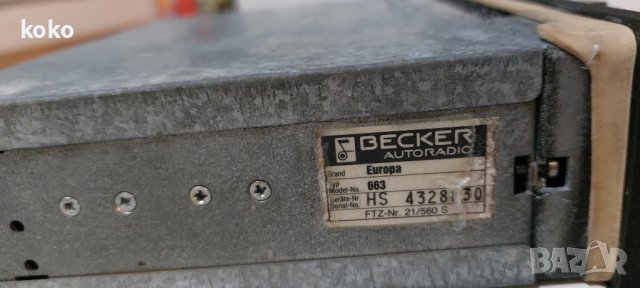 koko
BECKER
AUTORADIO
Brand Europa
Typ
Model-No. 663
Geräte-Nr.
Serial-No. HS 4328
FTZ-Nr. 21/560 S
BAZAR